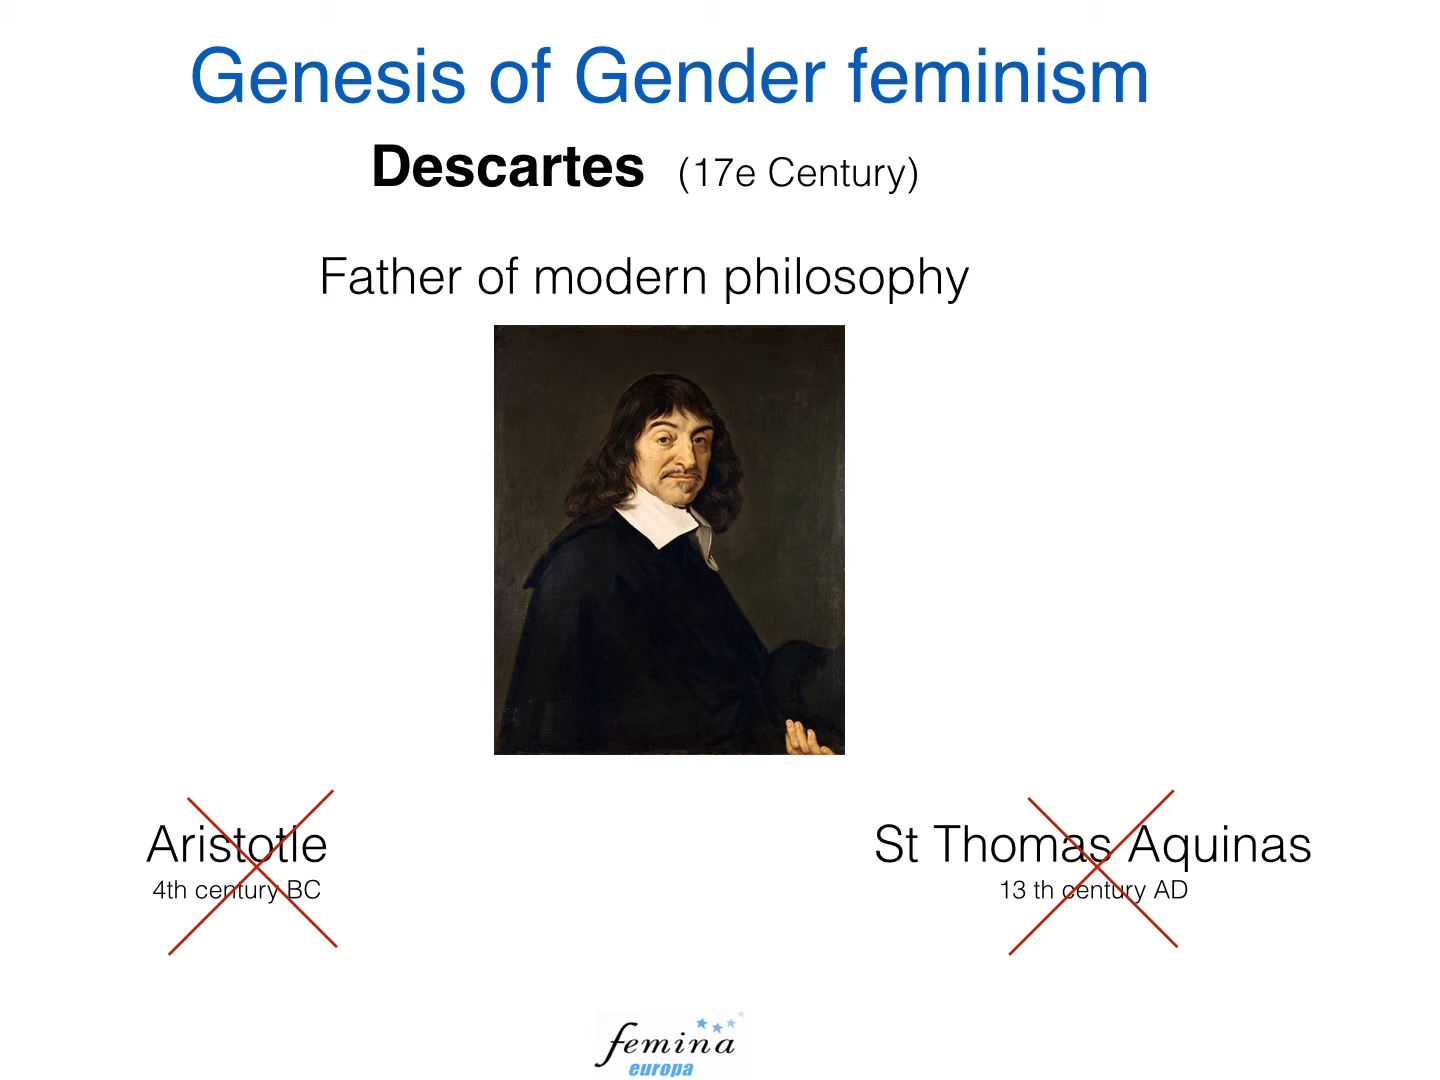 Genesis of Gender feminism
Descartes (17e Century)
Father of modern philosophy
Aristotle
4th century BC
St Thomas Aquinas
13 th century AD
femina
europa